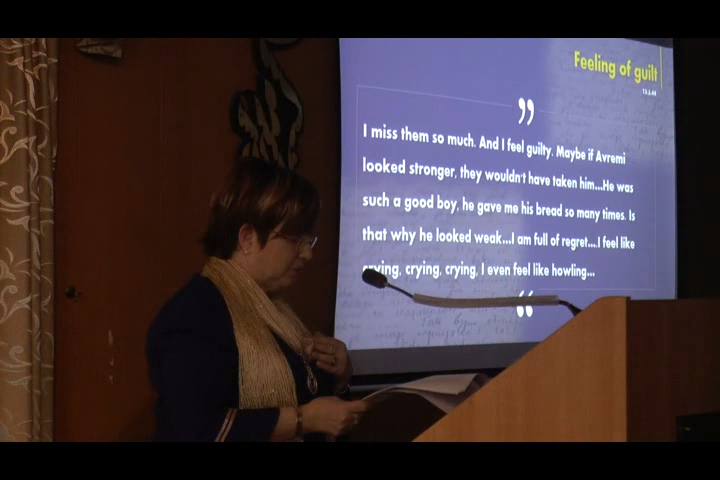 Feeling of guilt
”
I miss them so much. And I feel guilty. Maybe if Avremi
looked stronger, they wouldn't have taken him...He was
such a good boy, he gave me his bread so many times. Is
that why he looked weak...I am full of regret....I feel like
crying, crying, crying, I even feel like howling...
“